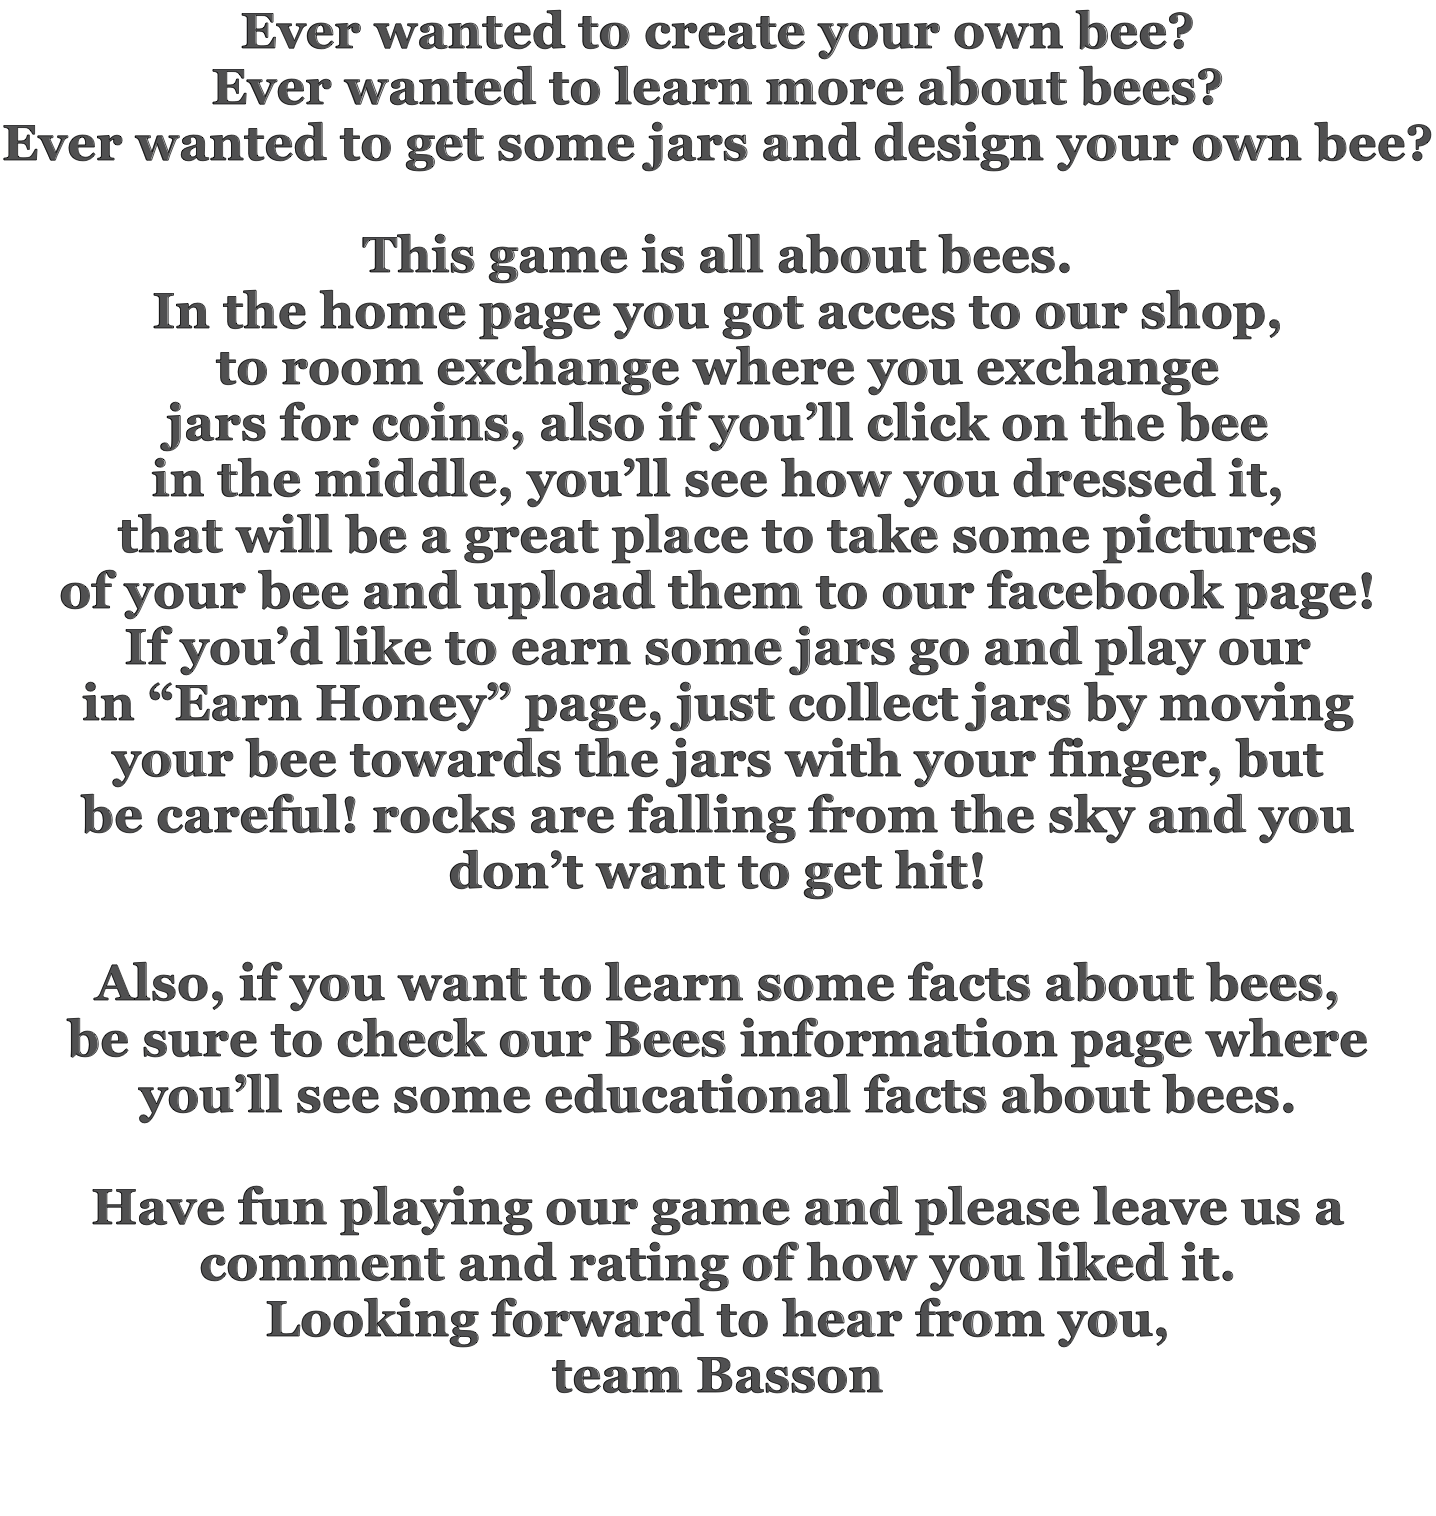 Ever wanted to create your own bee?
Ever wanted to learn more about bees?
Ever wanted to get some jars and design your own bee?
This game is all about bees.
In the home page you got acces to our shop,
to room exchange where you exchange
jars for coins, also if you’ll click on the bee
in the middle, you’ll see how you dressed it,
that will be a great place to take some pictures
of your bee and upload them to our facebook page!
If you’d like to earn some jars go and play our
in “Earn Honey” page, just collect jars by moving
your bee towards the jars with your finger, but
be careful! rocks are falling from the sky and you
don’t want to get hit!
Also, if you want to learn some facts about bees,
be sure to check our Bees information page where
you’ll see some educational facts about bees.
Have fun playing our game and please leave us a
comment and rating of how you liked it.
Looking forward to hear from you,
team Basson